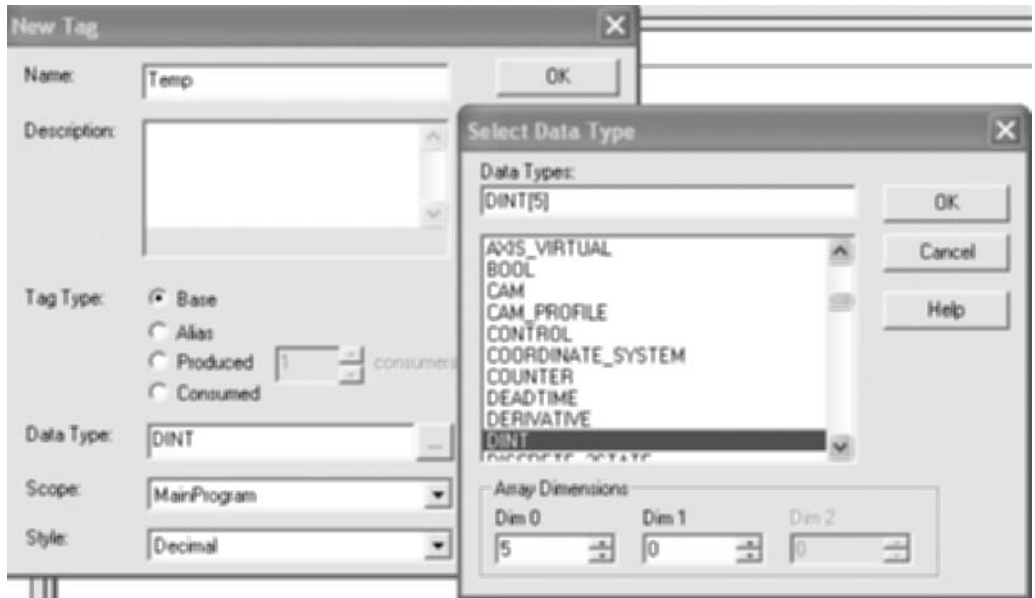 New Tag
Name:
Temp
OK
Description:
Tag Type:
Base
Alias
Produced
1
consumers
Consumed
Data Type:
DINT
...
Scope:
MainProgram
Style:
Decimal
Select Data Type
Data Types:
DINT[5]
OK
Cancel
Help
AXIS_VIRTUAL
BOOL
CAM
CAM_PROFILE
CONTROL
COORDINATE_SYSTEM
COUNTER
DEADTIME
DERIVATIVE
DINT
DISCRETE_2STATE
Array Dimensions
Dim 0
Dim 1
Dim 2
5
0
0